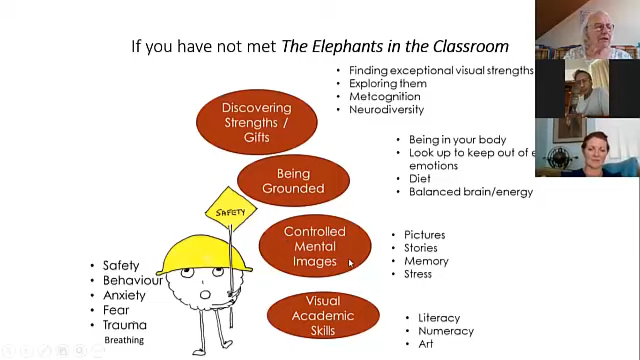 If you have not met The Elephants in the Classroom
• Finding exceptional visual strengths
• Exploring them
• Metcognition
• Neurodiversity
Discovering
Strengths /
Gifts
• Being in your body
• Look up to keep out of
emotions
• Diet
• Balanced brain/energy
Being
Grounded
SAFETY
Controlled
Mental
Images
• Pictures
• Stories
• Memory
• Stress
• Safety
• Behaviour
• Anxiety
• Fear
• Trauma
Breathing
Visual
Academic
Skills
• Literacy
• Numeracy
• Art